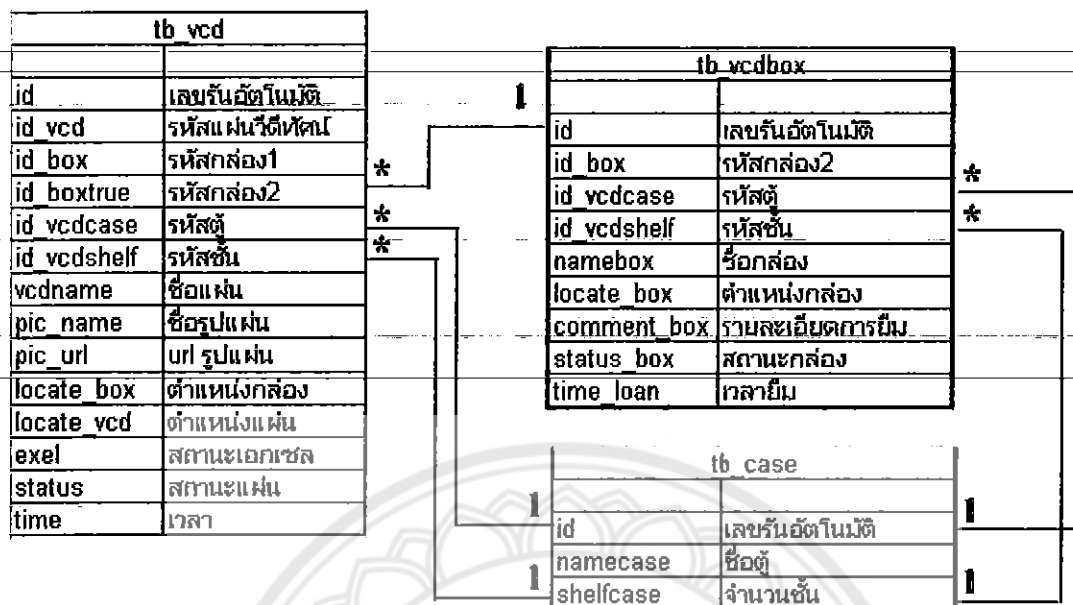 tb_vcd
id เลขรันอัตโนมัติ
id_vcd รหัสแผ่นวีดีทัศน์
id_box รหัสกล่อง1
*
id_boxtrue รหัสกล่อง2
*
id_vcdcase รหัสตู้
*
id_vcdshelf รหัสชั้น
vcdname ชื่อแผ่น
pic_name ชื่อรูปแผ่น
pic_url url รูปแผ่น
locate_box ตำแหน่งกล่อง
locate_vcd ตำแหน่งแผ่น
exel สถานะเอกเซล
status สถานะแผ่น
time เวลา
tb_vcdbox
1
id เลขรันอัตโนมัติ
id_box รหัสกล่อง2
*
id_vcdcase รหัสตู้
*
id_vcdshelf รหัสชั้น
namebox ชื่อกล่อง
locate_box ตำแหน่งกล่อง
comment_box รายละเอียดการยืม
status_box สถานะกล่อง
time_loan เวลายืม
tb_case
1 1
id เลขรันอัตโนมัติ
namecase ชื่อตู้
1 1
shelfcase จำนวนชั้น